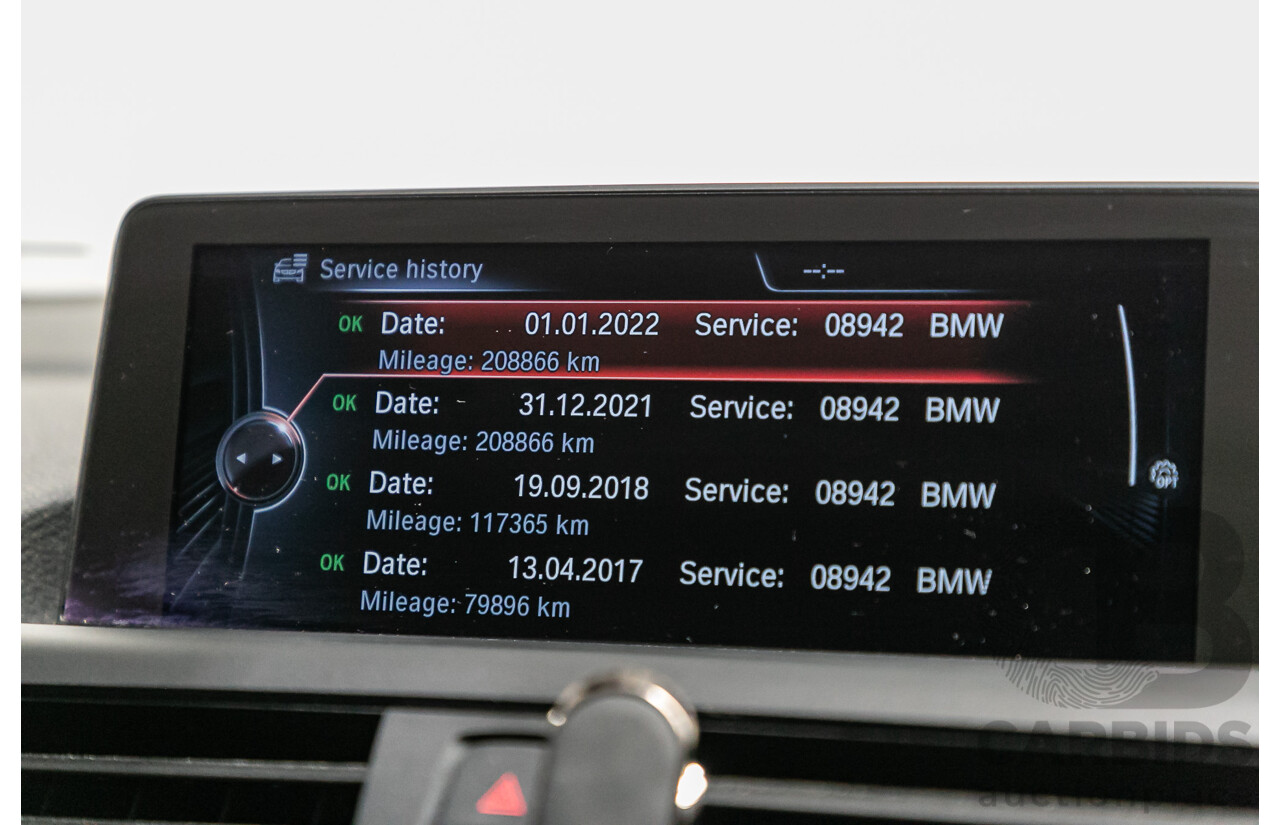 Service history
--:--
OK Date: 01.01.2022 Service: 08942 BMW
Mileage: 208866 km
OK Date: 31.12.2021 Service: 08942 BMW
Mileage: 208866 km
OK Date: 19.09.2018 Service: 08942 BMW
Mileage: 117365 km
OPT
OK Date: 13.04.2017 Service: 08942 BMW
Mileage: 79896 km
CARBIDS